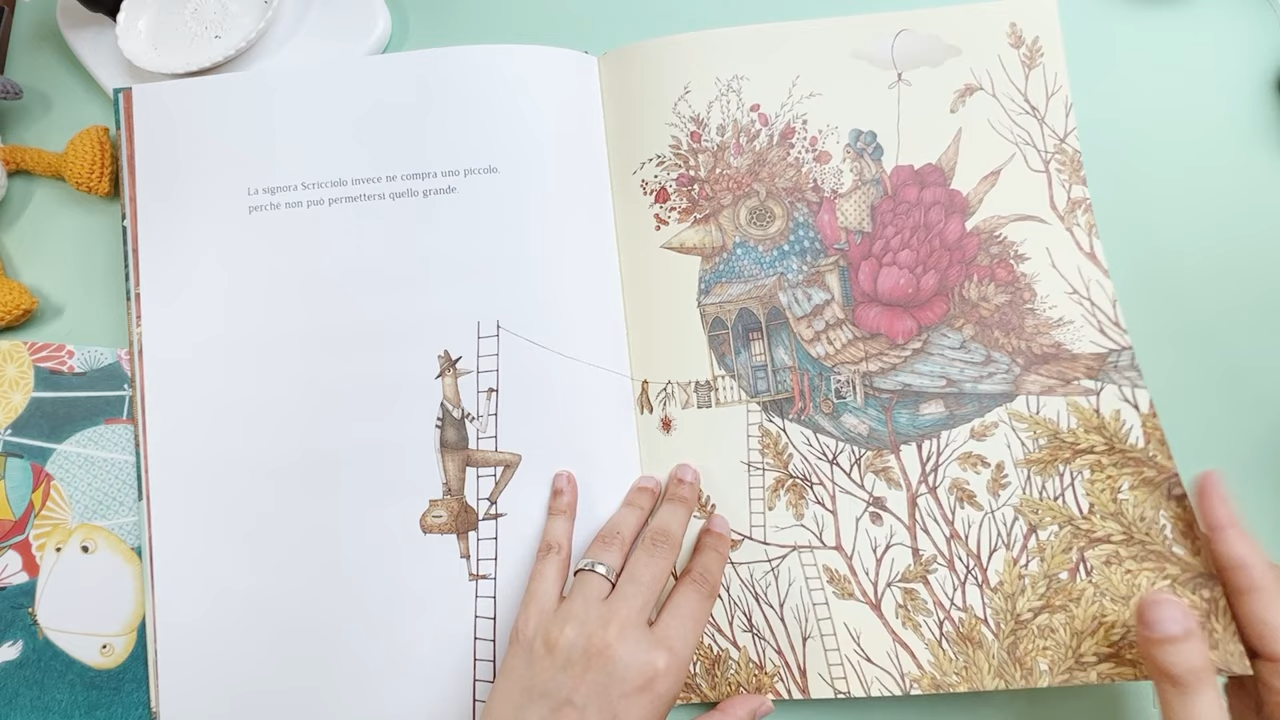 La signora Scricciolo invece ne compra uno piccolo,
perché non può permettersi quello grande.